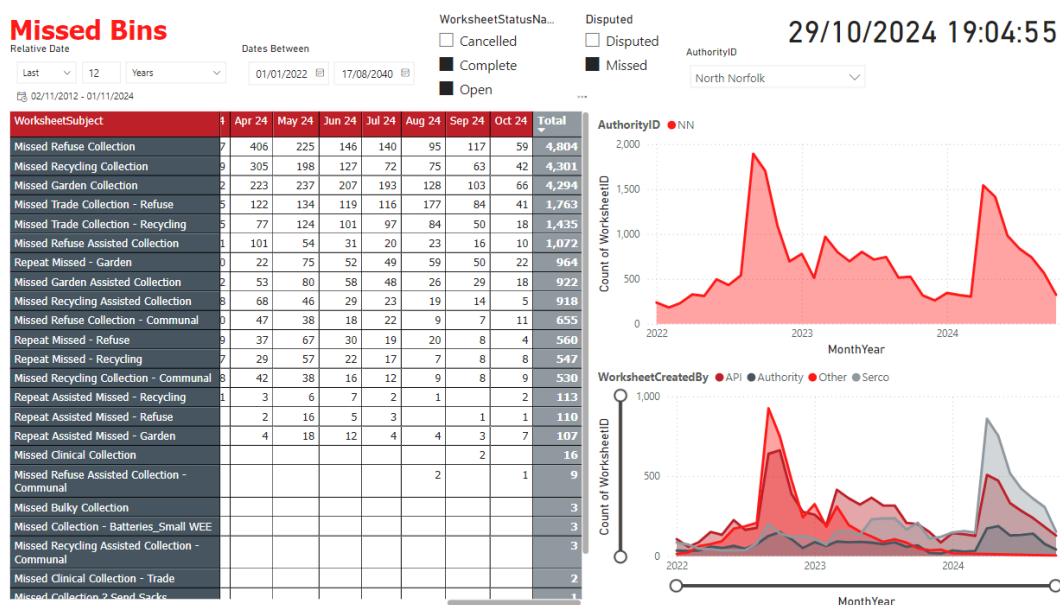 Missed Bins
Relative Date
Last 12 Years
02/11/2012 - 01/11/2024
Dates Between
01/01/2022 17/08/2040
WorksheetStatusNa...
Cancelled
Complete
Open
Disputed
Disputed
Missed
...
29/10/2024 19:04:55
AuthorityID
North Norfolk
WorksheetSubject 4 Apr 24 May 24 Jun 24 Jul 24 Aug 24 Sep 24 Oct 24 Total
Missed Refuse Collection 7 406 225 146 140 95 117 59 4,804
Missed Recycling Collection 9 305 198 127 72 75 63 42 4,301
Missed Garden Collection 2 223 237 207 193 128 103 66 4,294
Missed Trade Collection - Refuse 5 122 134 119 116 177 84 41 1,763
Missed Trade Collection - Recycling 5 77 124 101 97 84 50 18 1,435
Missed Refuse Assisted Collection 1 101 54 31 20 23 16 10 1,072
Repeat Missed - Garden 0 22 75 52 49 59 50 22 964
Missed Garden Assisted Collection 2 53 80 58 48 26 29 18 922
Missed Recycling Assisted Collection 8 68 46 29 23 19 14 5 918
Missed Refuse Collection - Communal 0 47 38 18 22 9 7 11 655
Repeat Missed - Refuse 9 37 67 30 19 20 8 4 560
Repeat Missed - Recycling 7 29 57 22 17 7 8 8 547
Missed Recycling Collection - Communal 8 42 38 16 12 9 8 9 530
Repeat Assisted Missed - Recycling 1 3 6 7 2 1 2 113
Repeat Assisted Missed - Refuse 2 16 5 3 1 1 110
Repeat Assisted Missed - Garden 4 18 12 4 4 3 7 107
Missed Clinical Collection 2 16
Missed Refuse Assisted Collection -
Communal 2 1 9
Missed Bulky Collection 3
Missed Collection - Batteries_Small WEE 3
Missed Recycling Assisted Collection -
Communal 3
Missed Clinical Collection - Trade 2
Missed Collection ? Send Sacks 1
AuthorityID NN
Count of WorksheetID
2,000
1,500
1,000
500
0
2022 2023 2024
MonthYear
WorksheetCreatedBy API Authority Other Serco
Count of WorksheetID
1,000
500
0
2022 2023 2024
MonthYear